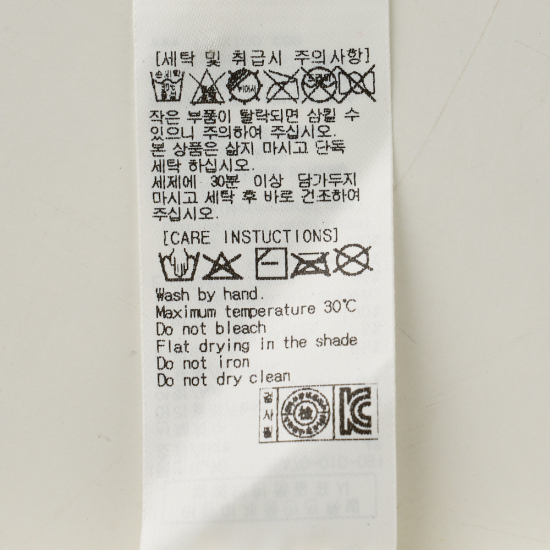 [세탁 및 취급시 주의사항]
작은 부품이 탈락되면 삼킬 수
있으니 주의하여 주십시오.
본 상품은 삶지 마시고 단독
세탁 하십시오.
세제에 30분 이상 담가두지
마시고 세탁 후 바로 건조하여
주십시오.
[CARE INSTUCTIONS]
Wash by hand.
Maximum temperature 30℃
Do not bleach
Flat drying in the shade
Do not iron
Do not dry clean
검사필
檢
KC